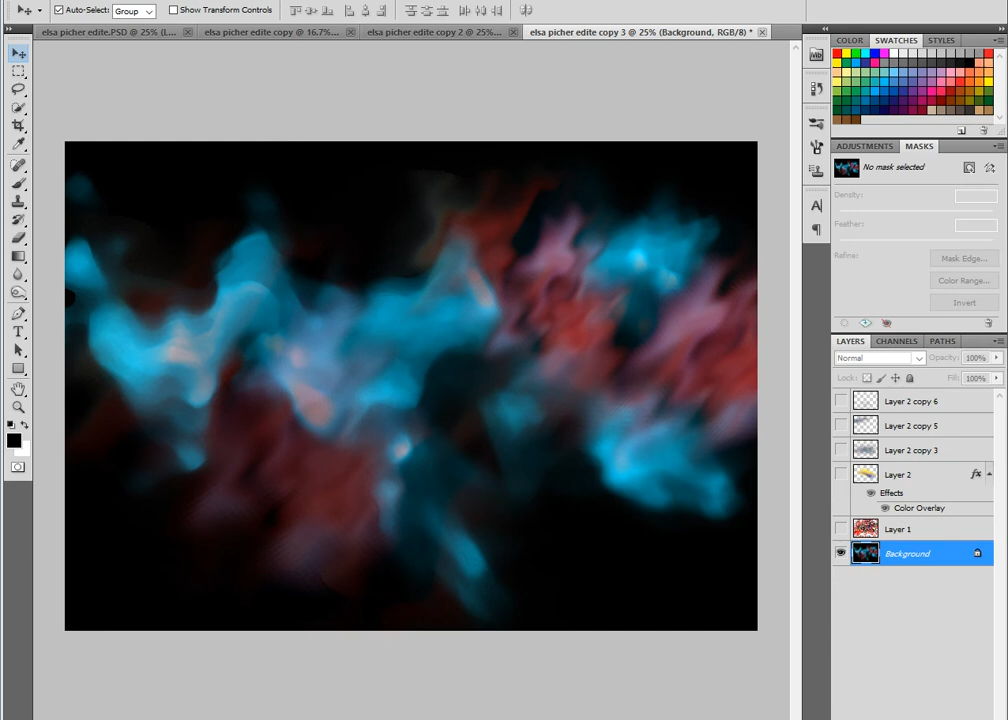 Auto-Select: Group Show Transform Controls
elsa picher edite.PSD @ 25% (L... elsa picher edite copy @ 16.7%... elsa picher edite copy 2 @ 25%... elsa picher edite copy 3 @ 25% (Background, RGB/8) *
COLOR SWATCHES STYLES
ADJUSTMENTS MASKS
No mask selected
Density:
Feather:
Refine: Mask Edge...
Color Range...
Invert
LAYERS CHANNELS PATHS
Normal Opacity: 100%
Lock: Fill: 100%
Layer 2 copy 6
Layer 2 copy 5
Layer 2 copy 3
Layer 2 fx
Effects
Color Overlay
Layer 1
Background